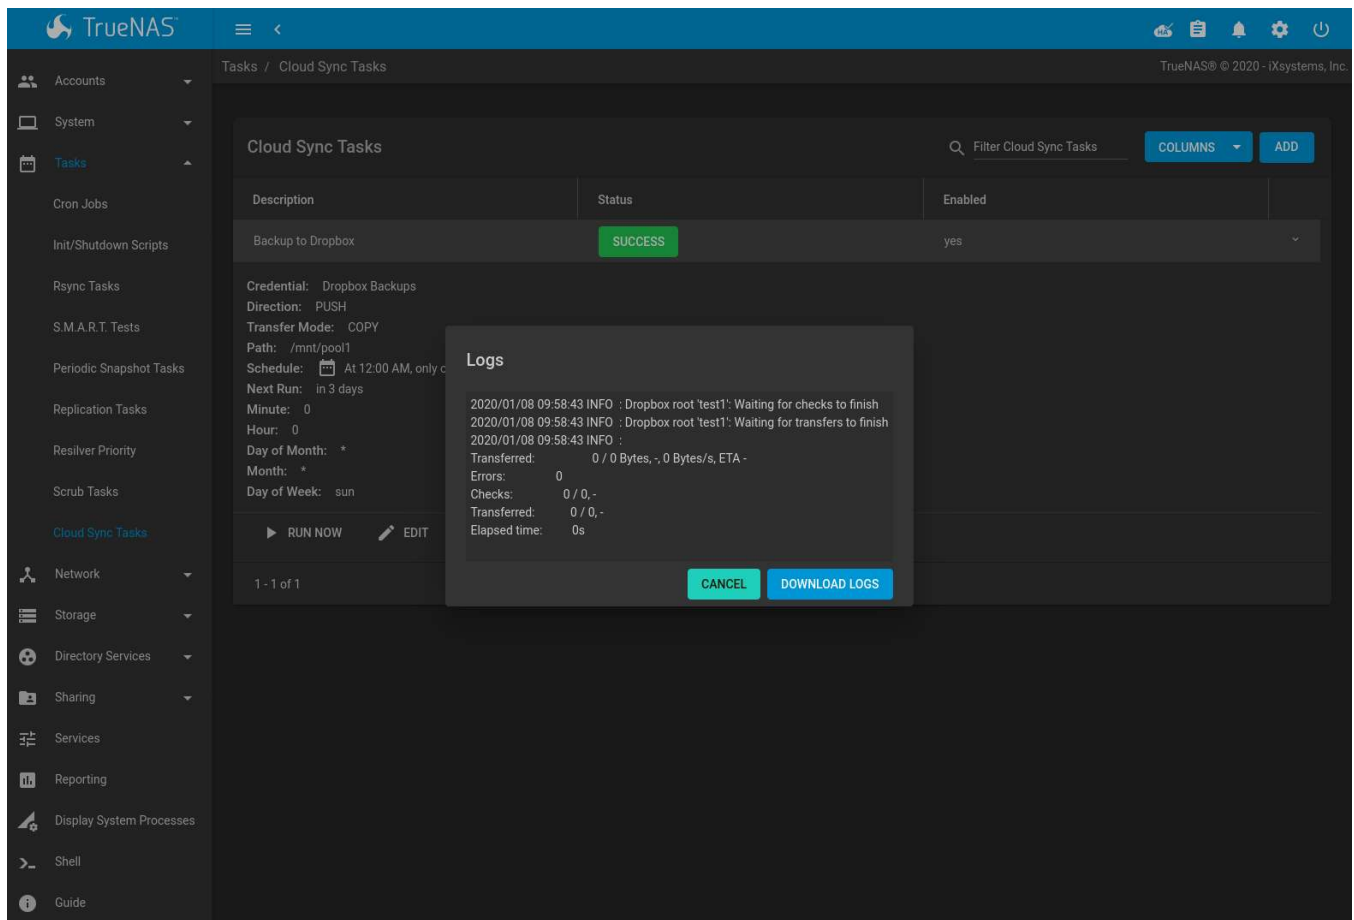 TrueNAS
HA
Tasks / Cloud Sync Tasks
TrueNAS® © 2020 - iXsystems, Inc.
Accounts
System
Tasks
Cron Jobs
Init/Shutdown Scripts
Rsync Tasks
S.M.A.R.T. Tests
Periodic Snapshot Tasks
Replication Tasks
Resilver Priority
Scrub Tasks
Cloud Sync Tasks
Network
Storage
Directory Services
Sharing
Services
Reporting
Display System Processes
Shell
Guide
Cloud Sync Tasks
Filter Cloud Sync Tasks
COLUMNS
ADD
Description Status Enabled
Backup to Dropbox SUCCESS yes
Credential: Dropbox Backups
Direction: PUSH
Transfer Mode: COPY
Path: /mnt/pool1
Schedule: At 12:00 AM, only
Next Run: in 3 days
Minute: 0
Hour: 0
Day of Month: *
Month: *
Day of Week: sun
RUN NOW EDIT
1 - 1 of 1
Logs
2020/01/08 09:58:43 INFO : Dropbox root 'test1': Waiting for checks to finish
2020/01/08 09:58:43 INFO : Dropbox root 'test1': Waiting for transfers to finish
2020/01/08 09:58:43 INFO :
Transferred: 0 / 0 Bytes, -, 0 Bytes/s, ETA -
Errors: 0
Checks: 0 / 0, -
Transferred: 0 / 0, -
Elapsed time: 0s
CANCEL DOWNLOAD LOGS